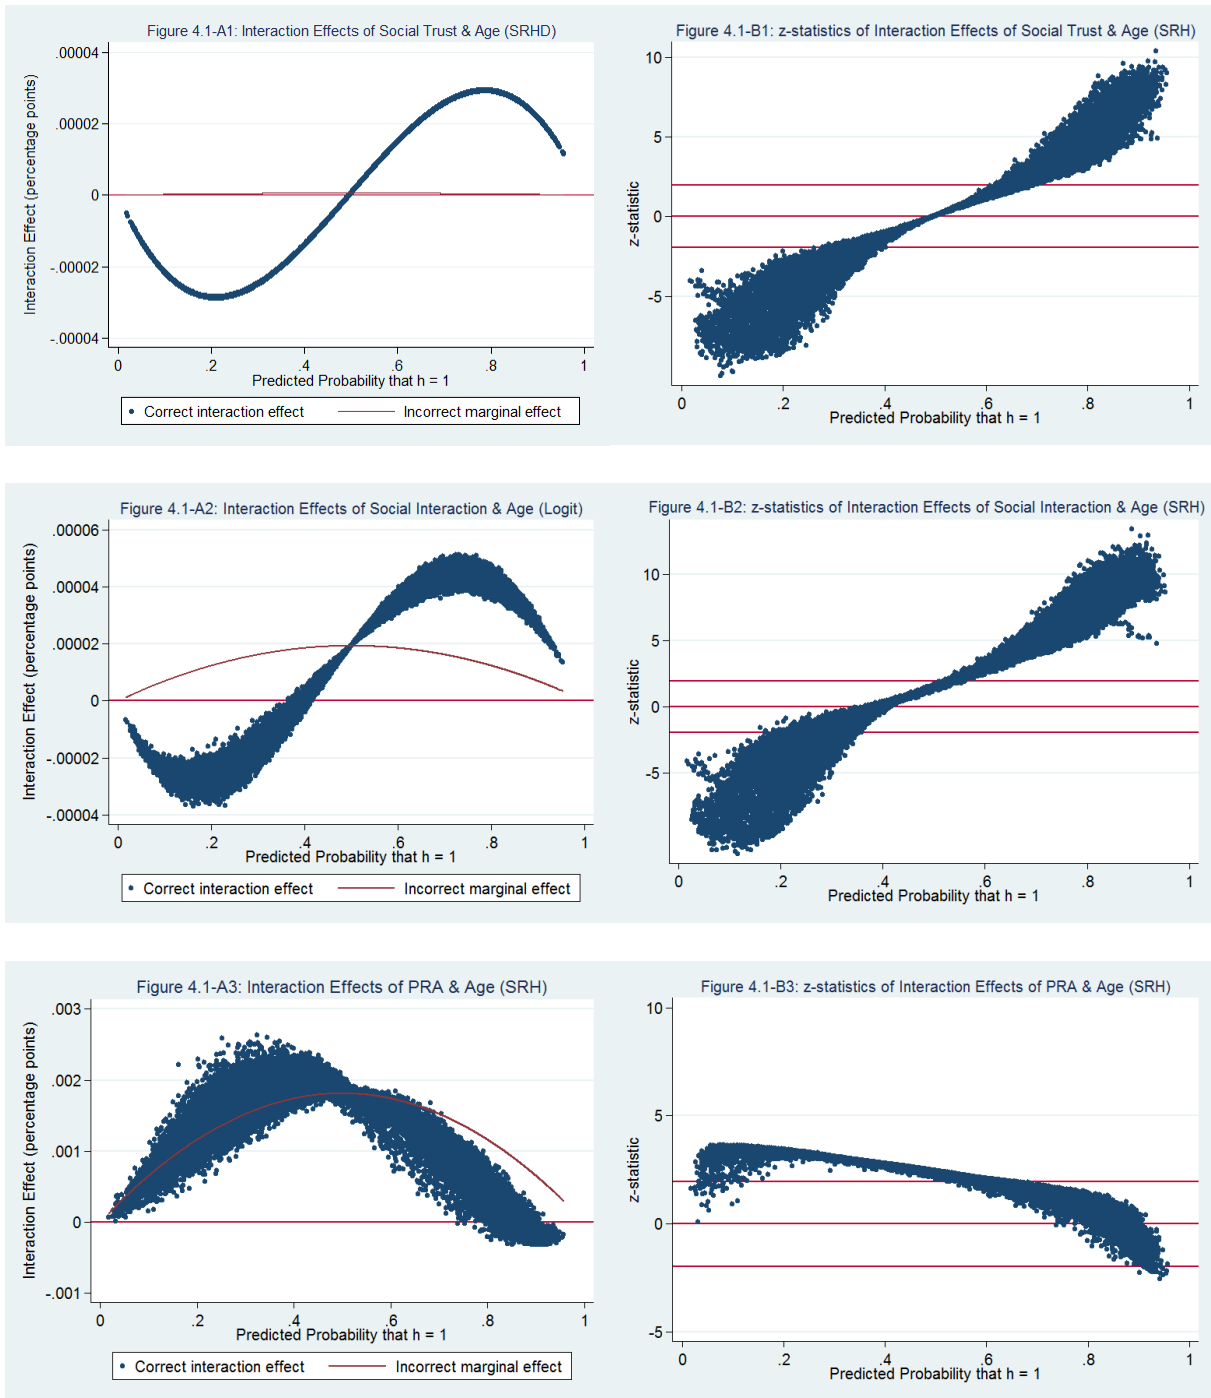 Figure 4.1-A1: Interaction Effects of Social Trust & Age (SRHD)
Interaction Effect (percentage points)
.00004
.00002
0
-.00002
-.00004
0 .2 .4 .6 .8 1
Predicted Probability that h = 1
Correct interaction effect Incorrect marginal effect
Figure 4.1-B1: z-statistics of Interaction Effects of Social Trust & Age (SRH)
z-statistic
10
5
0
-5
0 .2 .4 .6 .8 1
Predicted Probability that h = 1
Figure 4.1-A2: Interaction Effects of Social Interaction & Age (Logit)
Interaction Effect (percentage points)
.00006
.00004
.00002
0
-.00002
-.00004
0 .2 .4 .6 .8 1
Predicted Probability that h = 1
Correct interaction effect Incorrect marginal effect
Figure 4.1-B2: z-statistics of Interaction Effects of Social Interaction & Age (SRH)
z-statistic
10
5
0
-5
0 .2 .4 .6 .8 1
Predicted Probability that h = 1
Figure 4.1-A3: Interaction Effects of PRA & Age (SRH)
Interaction Effect (percentage points)
.003
.002
.001
0
-.001
0 .2 .4 .6 .8 1
Predicted Probability that h = 1
Correct interaction effect Incorrect marginal effect
Figure 4.1-B3: z-statistics of Interaction Effects of PRA & Age (SRH)
z-statistic
10
5
0
-5
0 .2 .4 .6 .8 1
Predicted Probability that h = 1